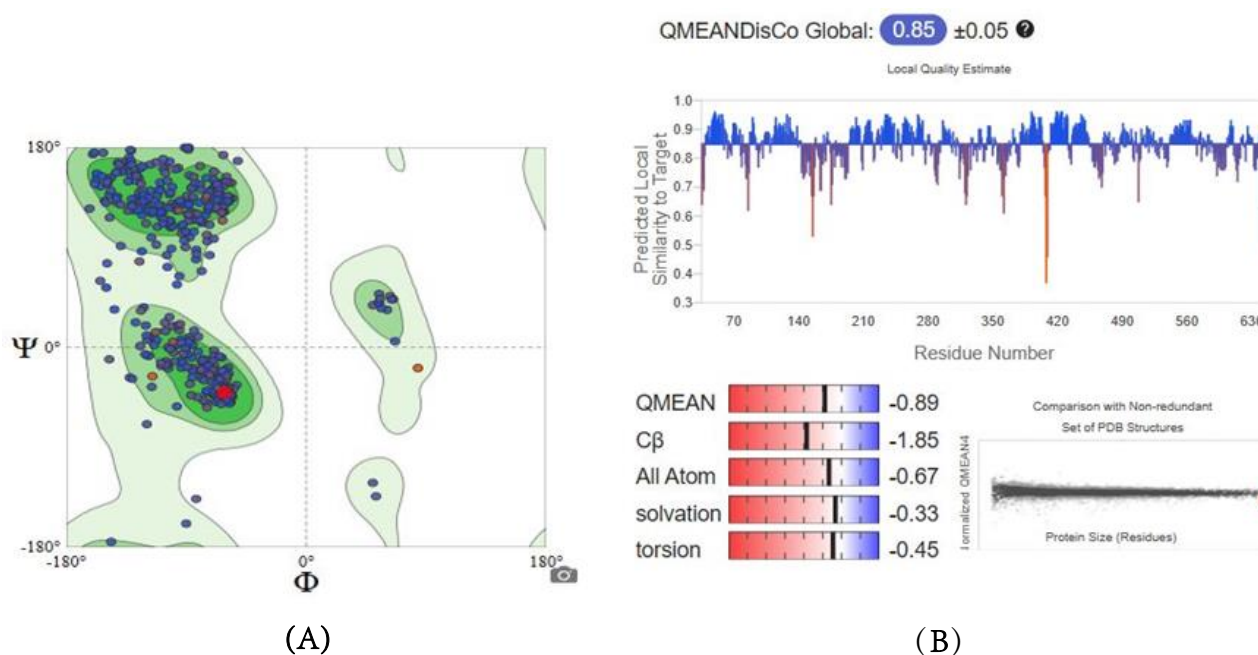 180°
Ψ 0°
-180°
-180°
0°
180°
Φ
(A)
QMEANDisCo Global: 0.85 ±0.05 ?
Local Quality Estimate
Predicted Local
Similarity to Target
1.0
0.9
0.8
0.7
0.6
0.5
0.4
0.3
70 140 210 280 350 420 490 560 630
Residue Number
QMEAN -0.89
Cβ -1.85
All Atom -0.67
solvation -0.33
torsion -0.45
Comparison with Non-redundant
Set of PDB Structures
QMEAN4
Protein Size (Residues)
(B)